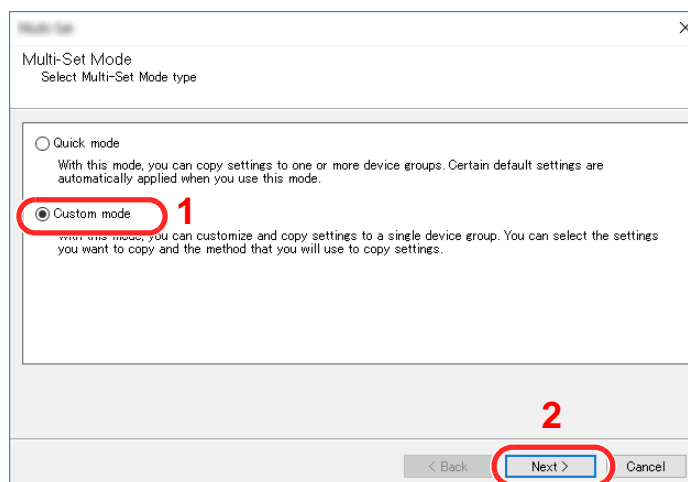 Multi-Set Mode
Select Multi-Set Mode type
Quick mode
With this mode, you can copy settings to one or more device groups. Certain default settings are
automatically applied when you use this mode.
Custom mode
1
With this mode, you can customize and copy settings to a single device group. You can select the settings
you want to copy and the method that you will use to copy settings.
2
< Back
Next >
Cancel